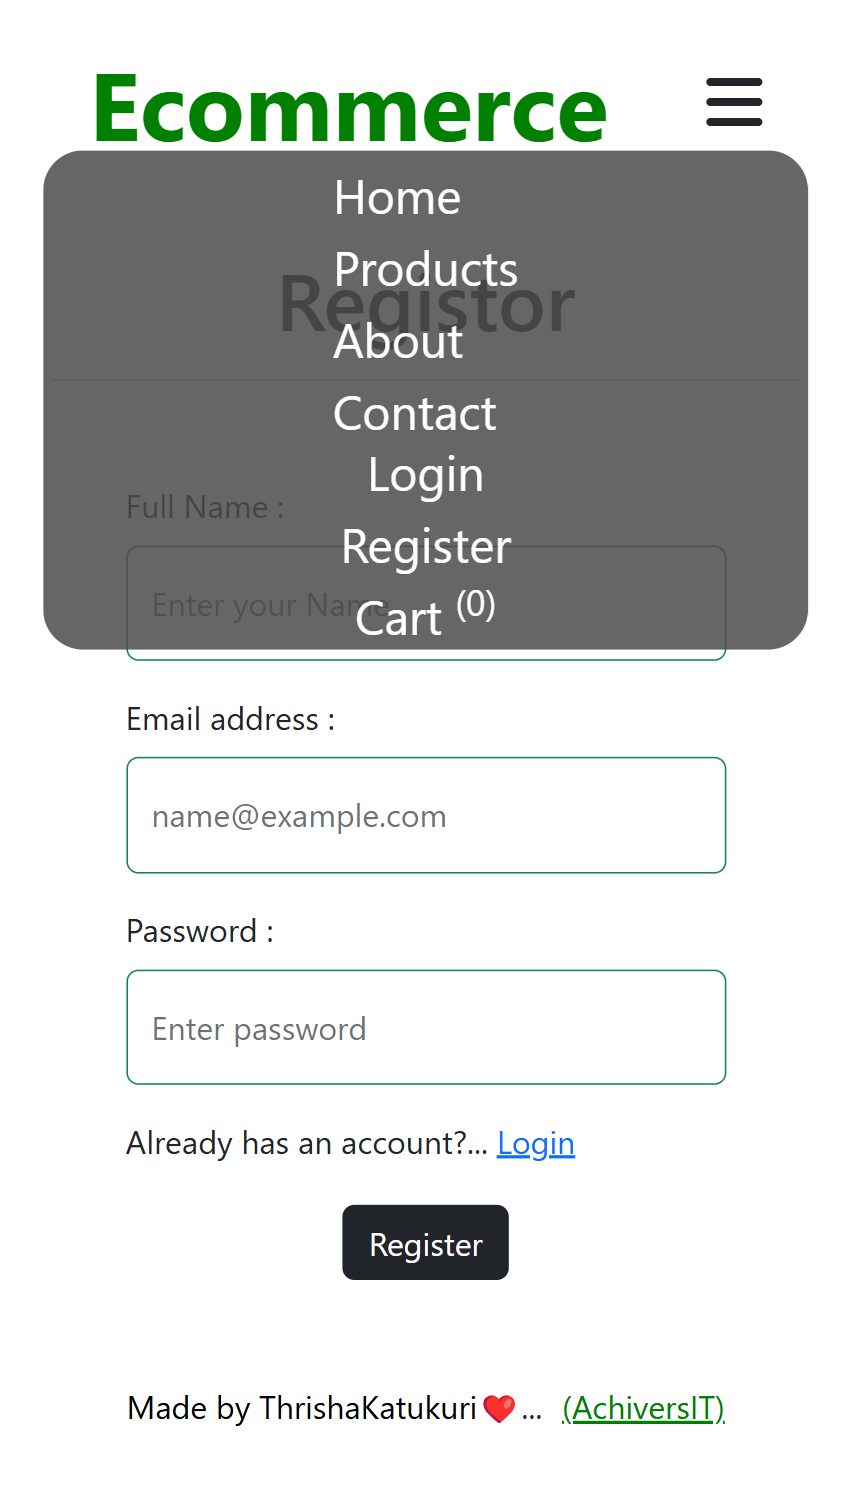 Ecommerce
Home
Products
Registor
About
Contact
Login
Full Name :
Register
Enter your Name
Cart (0)
Email address :
name@example.com
Password :
Enter password
Already has an account?... Login
Register
Made by ThrishaKatukuri❤️... (AchiversIT)